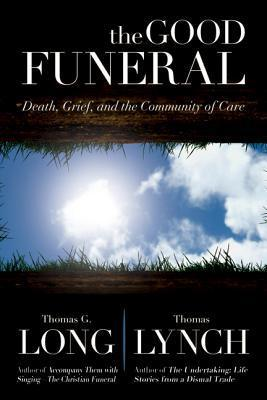 the GOOD
FUNERAL
Death, Grief, and the Community of Care
Thomas G.
LONG
Author of Accompany Them with
Singing—The Christian Funeral
Thomas
LYNCH
Author of The Undertaking: Life
Stories from a Dismal Trade